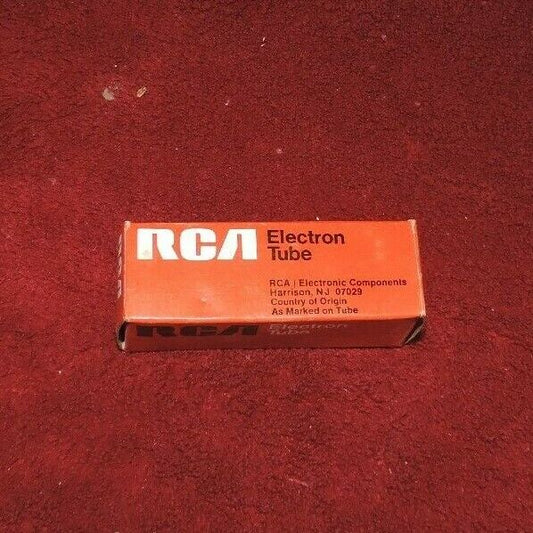 RCA Electron
Tube
RCA | Electronic Components
Harrison, NJ 07029
Country of Origin
As Marked on Tube
RCA Electron
Tube